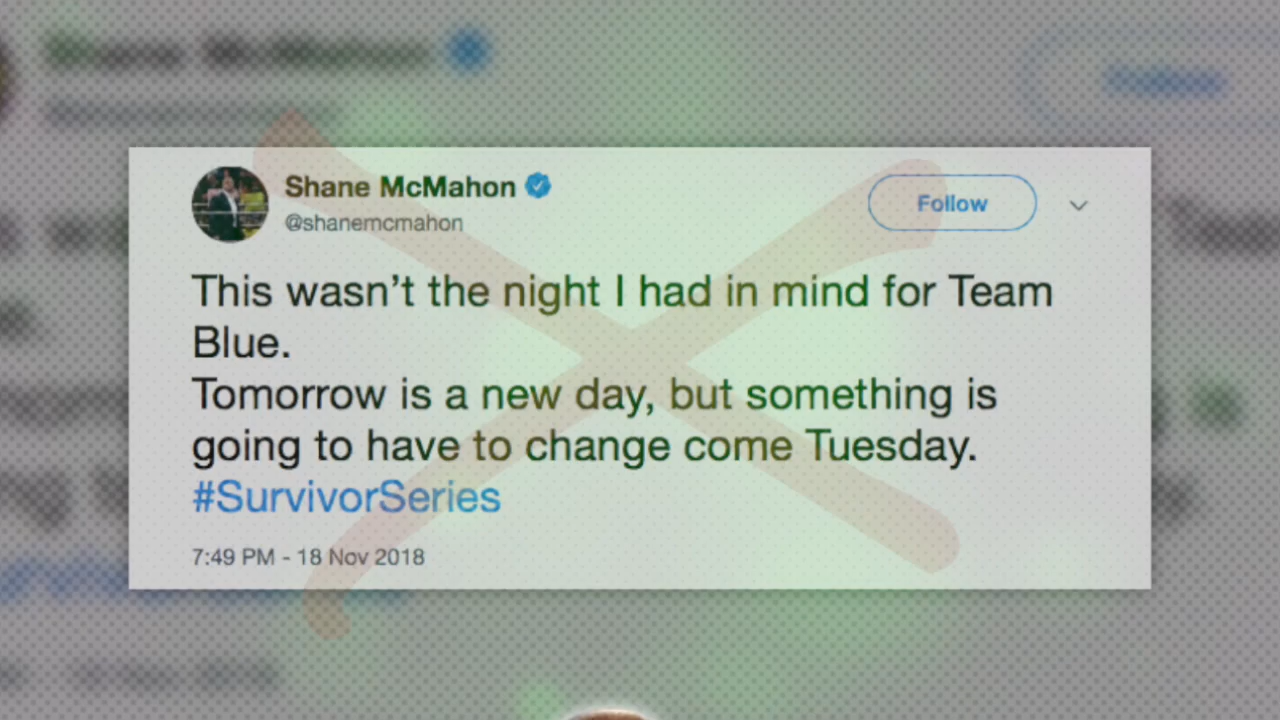 Shane McMahon
@shanemcmahon
Follow
This wasn't the night I had in mind for Team
Blue.
Tomorrow is a new day, but something is
going to have to change come Tuesday.
#SurvivorSeries
7:49 PM - 18 Nov 2018